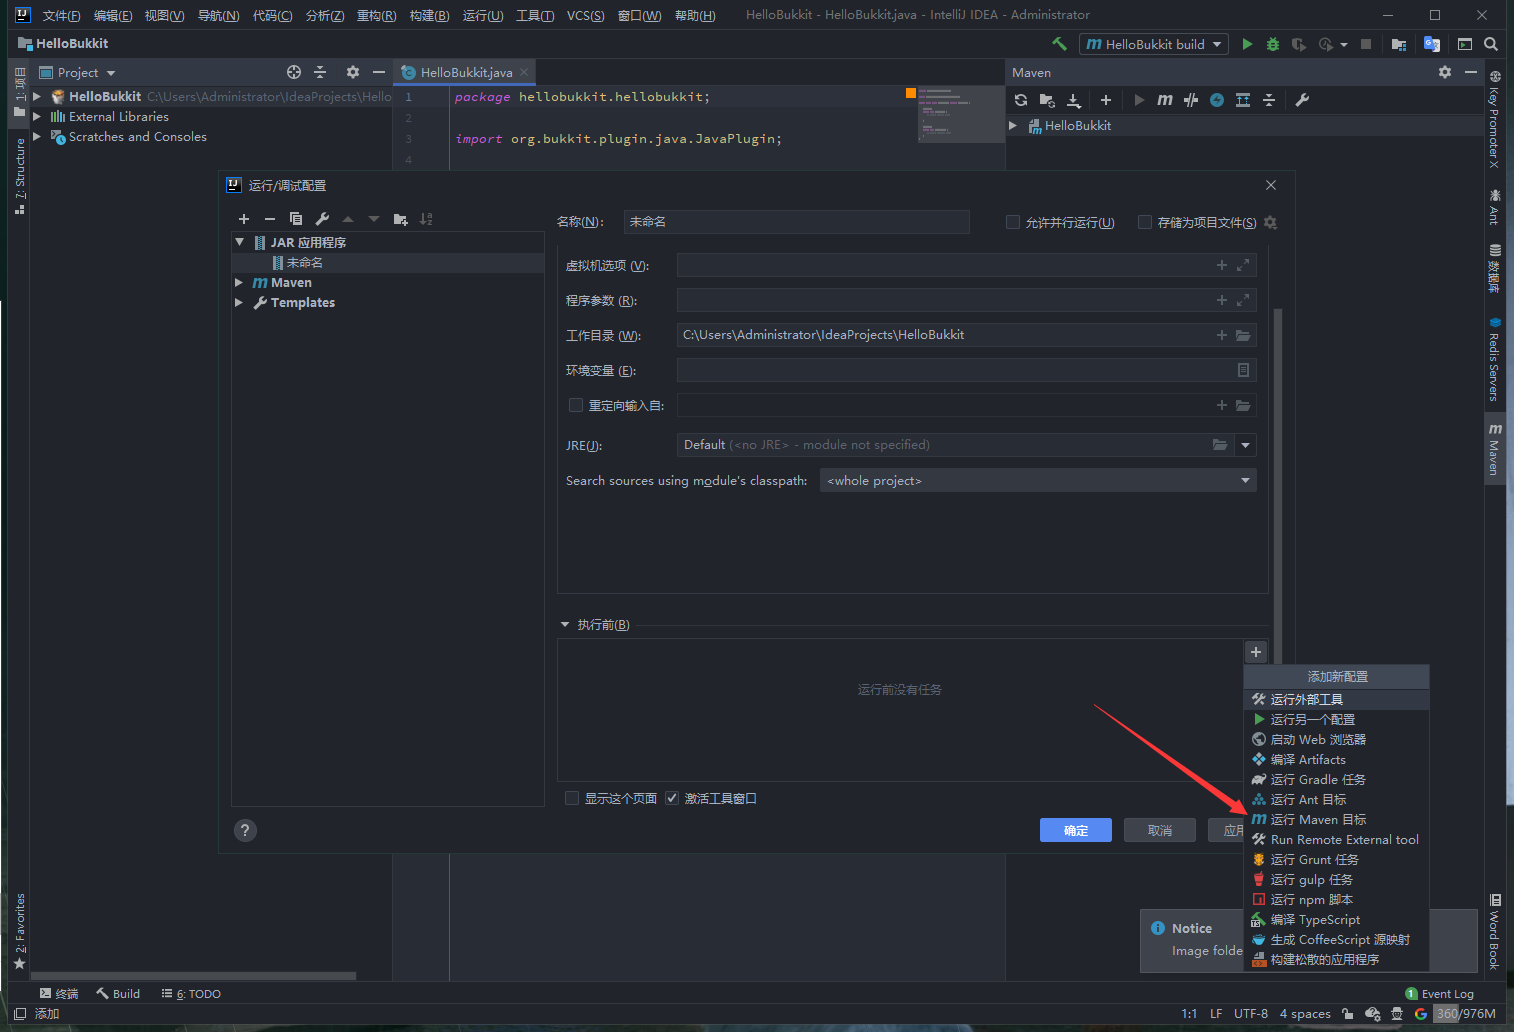 文件(F) 编辑(E) 视图(V) 导航(N) 代码(C) 分析(Z) 重构(R) 构建(B) 运行(U) 工具(T) VCS(S) 窗口(W) 帮助(H) HelloBukkit - HelloBukkit.java - IntelliJ IDEA - Administrator
HelloBukkit
HelloBukkit build
Project
HelloBukkit.java
Maven
HelloBukkit C:\Users\Administrator\IdeaProjects\Hello
External Libraries
Scratches and Consoles
1 package hellobukkit.hellobukkit;
2
3 import org.bukkit.plugin.java.JavaPlugin;
4
HelloBukkit
1: 项目
7: Structure
2: Favorites
Key Promoter X
Ant
数据库
Redis Servers
Maven
Word Book
运行/调试配置
JAR 应用程序
未命名
Maven
Templates
名称(N): 未命名 允许并行运行(U) 存储为项目文件(S)
虚拟机选项 (V):
程序参数 (R):
工作目录 (W): C:\Users\Administrator\IdeaProjects\HelloBukkit
环境变量 (E):
重定向输入自:
JRE(J): Default (<no JRE> - module not specified)
Search sources using module's classpath: <whole project>
执行前(B)
运行前没有任务
显示这个页面 激活工具窗口
? 确定 取消 应用
添加新配置
运行外部工具
运行另一个配置
启动 Web 浏览器
编译 Artifacts
运行 Gradle 任务
运行 Ant 目标
运行 Maven 目标
Run Remote External tool
运行 Grunt 任务
运行 gulp 任务
运行 npm 脚本
编译 TypeScript
生成 CoffeeScript 源映射
构建松散的应用程序
Notice
Image folde
终端 Build 6: TODO
1 Event Log
添加
1:1 LF UTF-8 4 spaces 360/976M